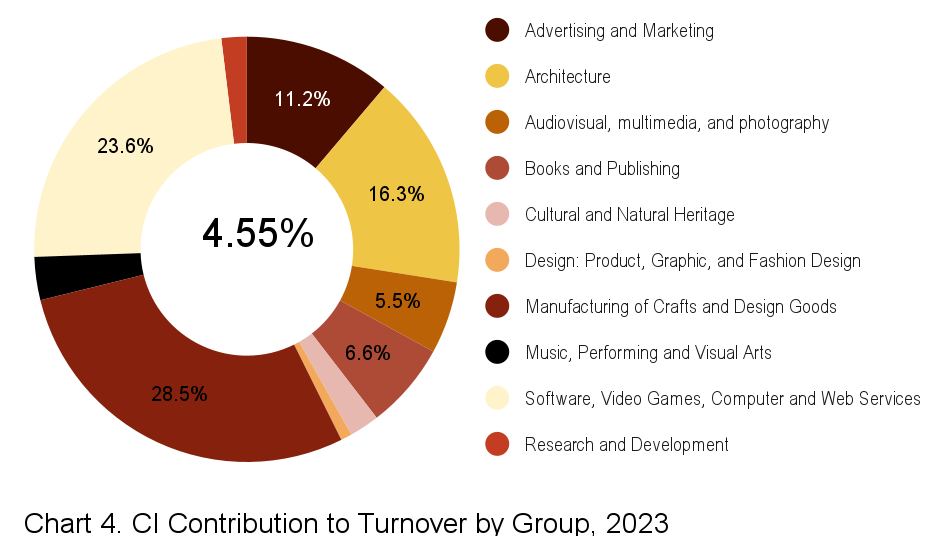 11.2%
16.3%
5.5%
6.6%
28.5%
23.6%
4.55%
Advertising and Marketing
Architecture
Audiovisual, multimedia, and photography
Books and Publishing
Cultural and Natural Heritage
Design: Product, Graphic, and Fashion Design
Manufacturing of Crafts and Design Goods
Music, Performing and Visual Arts
Software, Video Games, Computer and Web Services
Research and Development
Chart 4. CI Contribution to Turnover by Group, 2023